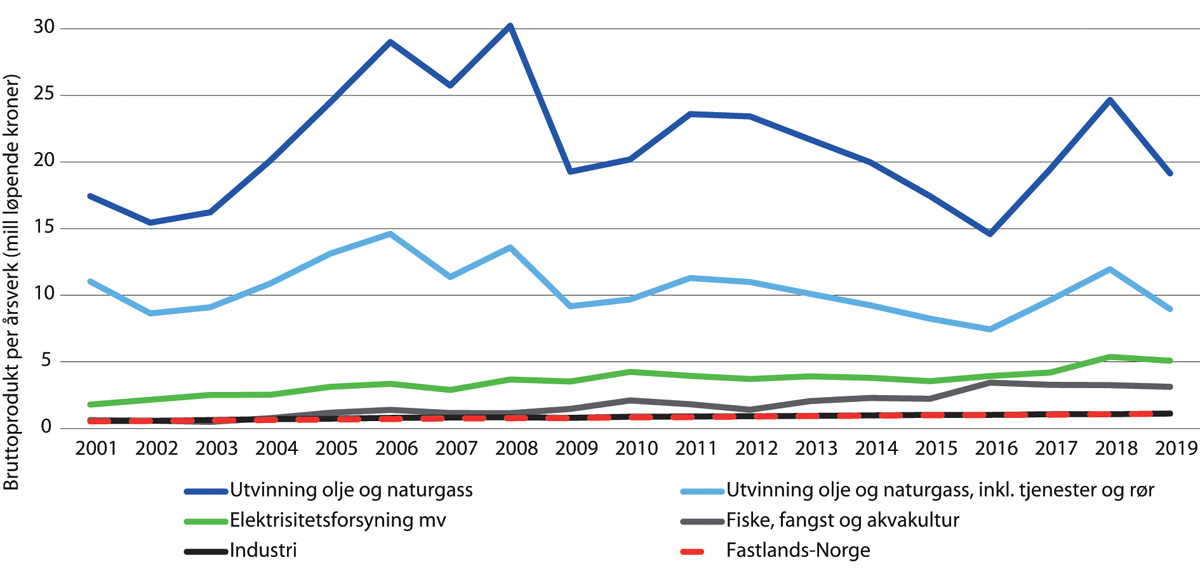 Bruttoprodukt per årsverk (mill løpende kroner)
30
25
20
15
10
5
0
2001 2002 2003 2004 2005 2006 2007 2008 2009 2010 2011 2012 2013 2014 2015 2016 2017 2018 2019
Utvinning olje og naturgass
Utvinning olje og naturgass, inkl. tjenester og rør
Elektrisitetsforsyning mv
Fiske, fangst og akvakultur
Industri
Fastlands-Norge